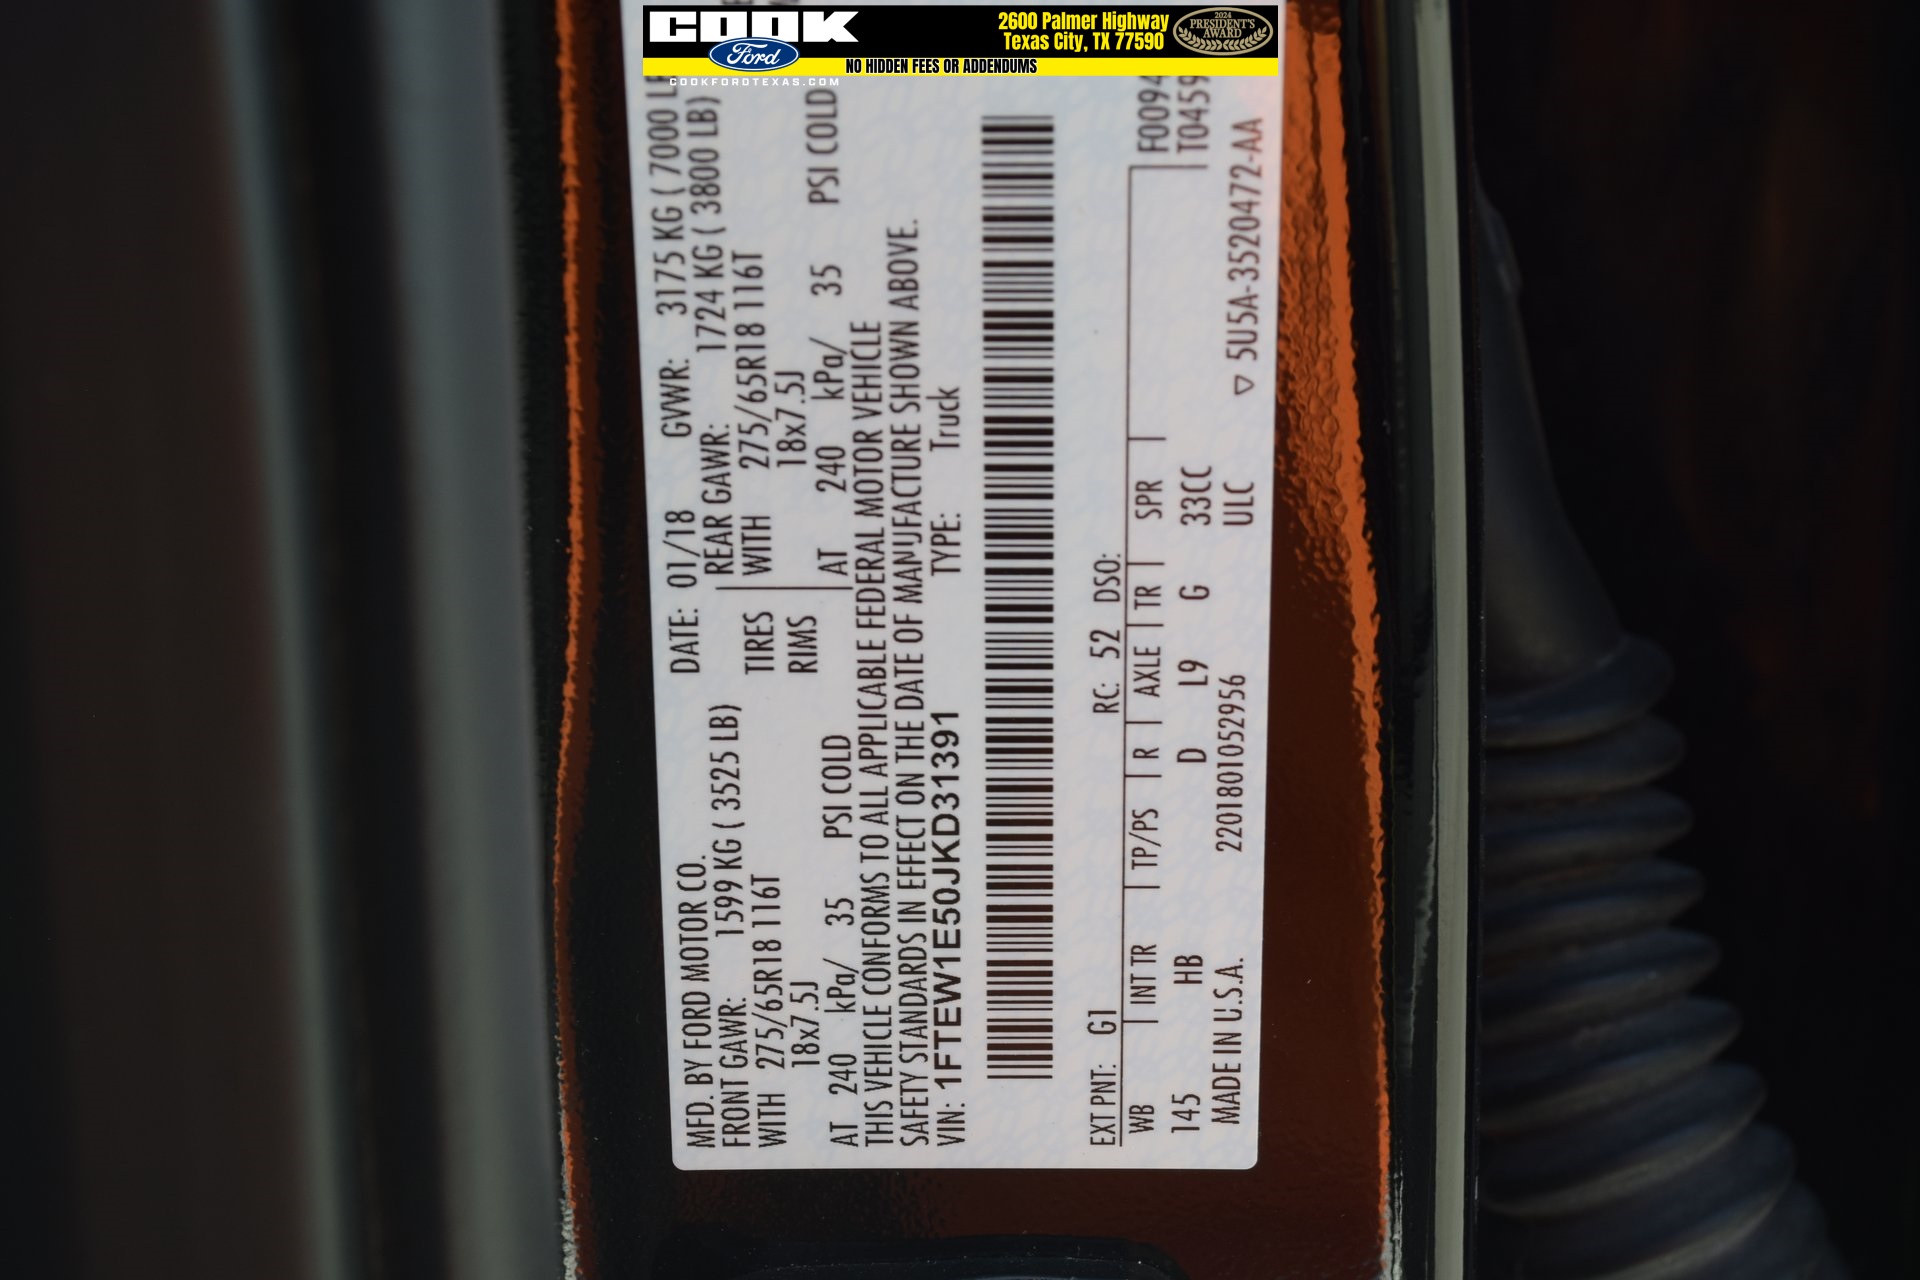 COOK
Ford
COOKFORDTEXAS.COM
2600 Palmer Highway
Texas City, TX 77590
2024
PRESIDENT'S
AWARD
NO HIDDEN FEES OR ADDENDUMS
MFD. BY FORD MOTOR CO.
DATE: 01/18 GVWR: 3175 KG ( 7000 LB
FRONT GAWR: 1599 KG ( 3525 LB) REAR GAWR: 1724 KG ( 3800 LB)
WITH 275/65R18 116T TIRES WITH 275/65R18 116T
18x7.5J RIMS 18x7.5J
AT 240 kPa/ 35 PSI COLD AT 240 kPa/ 35 PSI COLD
THIS VEHICLE CONFORMS TO ALL APPLICABLE FEDERAL MOTOR VEHICLE
SAFETY STANDARDS IN EFFECT ON THE DATE OF MANUFACTURE SHOWN ABOVE.
VIN: 1FTEW1E50JKD31391 TYPE: Truck
EXT PNT: G1 RC: 52 DSO: F0094
WB INT TR TP/PS R AXLE TR SPR T0459
145 HB D L9 G 33CC
MADE IN U.S.A. 2201801052956 ULC ▽ 5U5A-3520472-AA